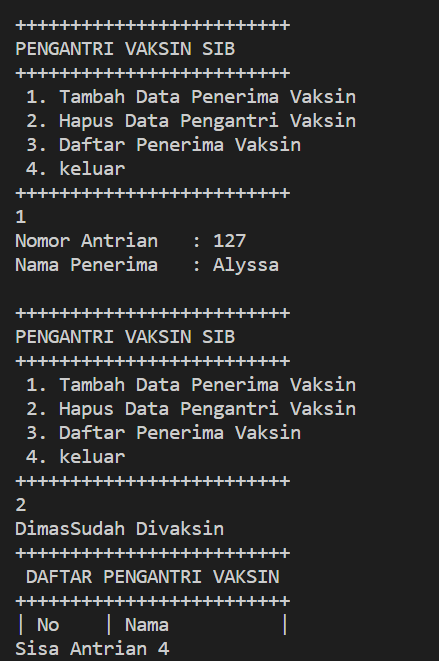 +++++++++++++++++++++++++
PENGANTRI VAKSIN SIB
+++++++++++++++++++++++++
 1. Tambah Data Penerima Vaksin
 2. Hapus Data Pengantri Vaksin
 3. Daftar Penerima Vaksin
 4. keluar
+++++++++++++++++++++++++
1
Nomor Antrian   : 127
Nama Penerima   : Alyssa

+++++++++++++++++++++++++
PENGANTRI VAKSIN SIB
+++++++++++++++++++++++++
 1. Tambah Data Penerima Vaksin
 2. Hapus Data Pengantri Vaksin
 3. Daftar Penerima Vaksin
 4. keluar
+++++++++++++++++++++++++
2
DimasSudah Divaksin
+++++++++++++++++++++++++
 DAFTAR PENGANTRI VAKSIN
+++++++++++++++++++++++++
| No    | Nama          |
Sisa Antrian 4